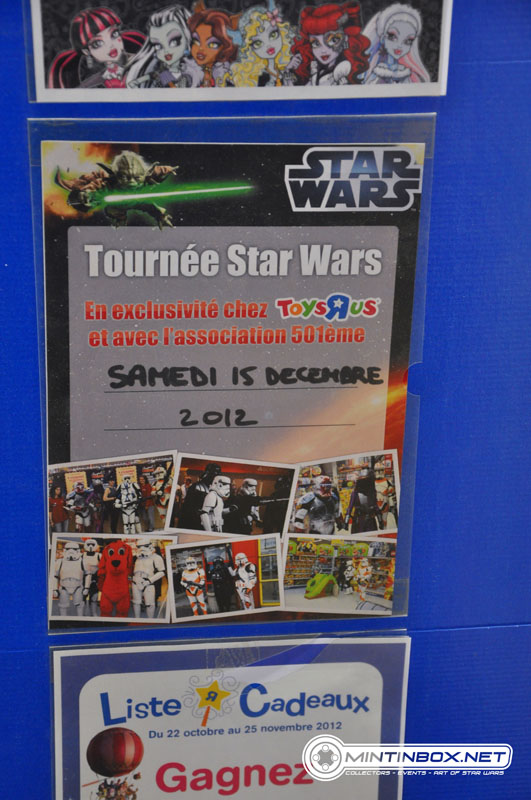 STAR
WARS
Tournée Star Wars
En exclusivité chez TOYSЯUS
et avec l'association 501ème
SAMEDI 15 DECEMBRE
2012
Liste R Cadeaux
Du 22 octobre au 25 novembre 2012
Gagnez
MINTINBOX.NET
COLLECTORS - EVENTS - ART OF STAR WARS